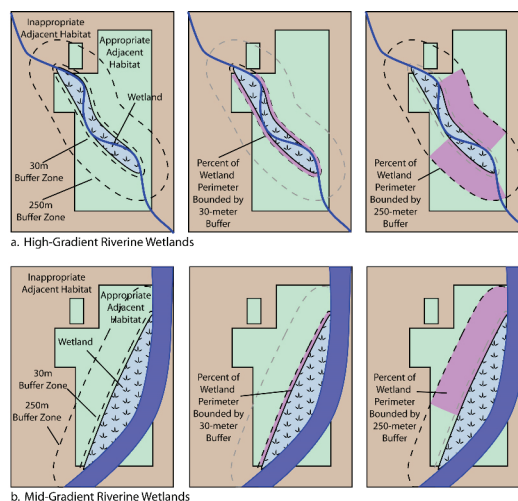 Inappropriate
Adjacent Habitat
Appropriate
Adjacent
Habitat
Wetland
30m
Buffer Zone
250m
Buffer Zone
Percent of
Wetland
Perimeter
Bounded by
30-meter
Buffer
Percent of
Wetland
Perimeter
Bounded by
250-meter
Buffer
a. High-Gradient Riverine Wetlands
Inappropriate
Adjacent Habitat
Appropriate
Adjacent
Habitat
Wetland
30m
Buffer Zone
250m
Buffer Zone
Percent of
Wetland
Perimeter
Bounded by
30-meter
Buffer
Percent of
Wetland
Perimeter
Bounded by
250-meter
Buffer
b. Mid-Gradient Riverine Wetlands